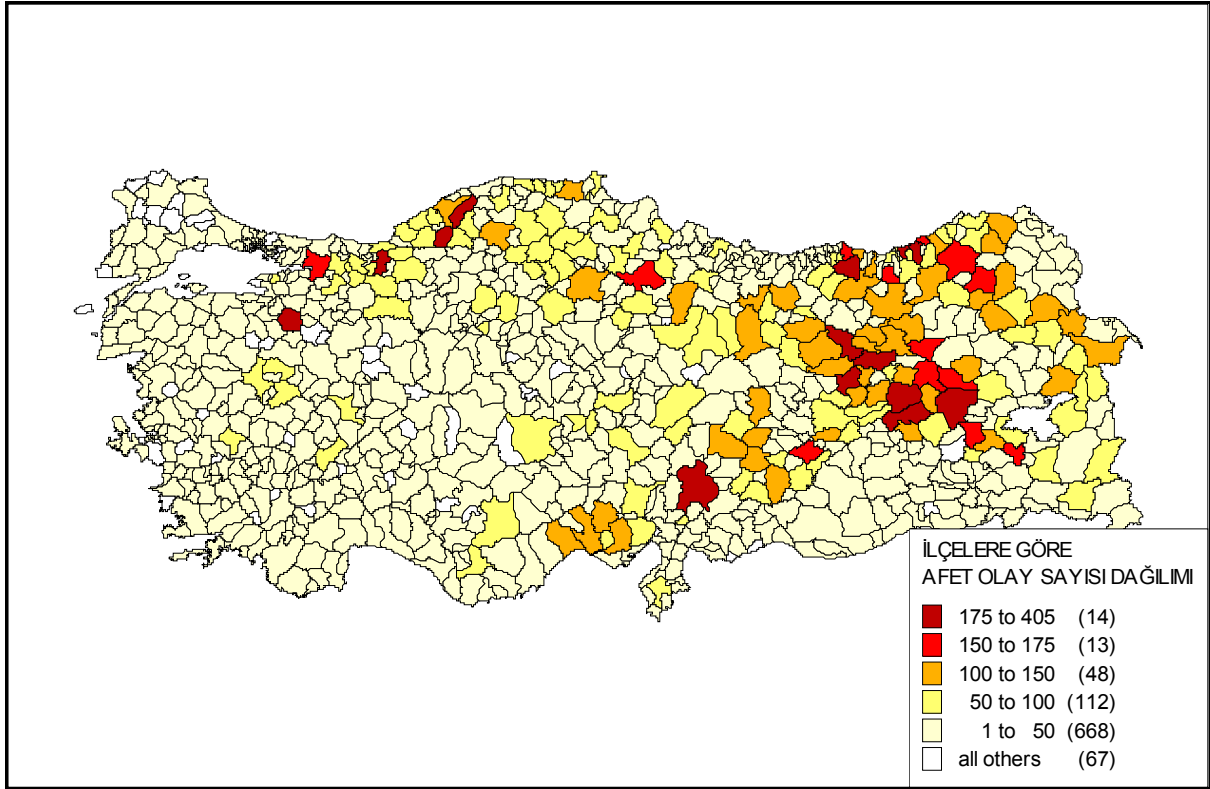 İLÇELERE GÖRE
AFET OLAY SAYISI DAĞILIMI
175 to 405 (14)
150 to 175 (13)
100 to 150 (48)
50 to 100 (112)
1 to 50 (668)
all others (67)